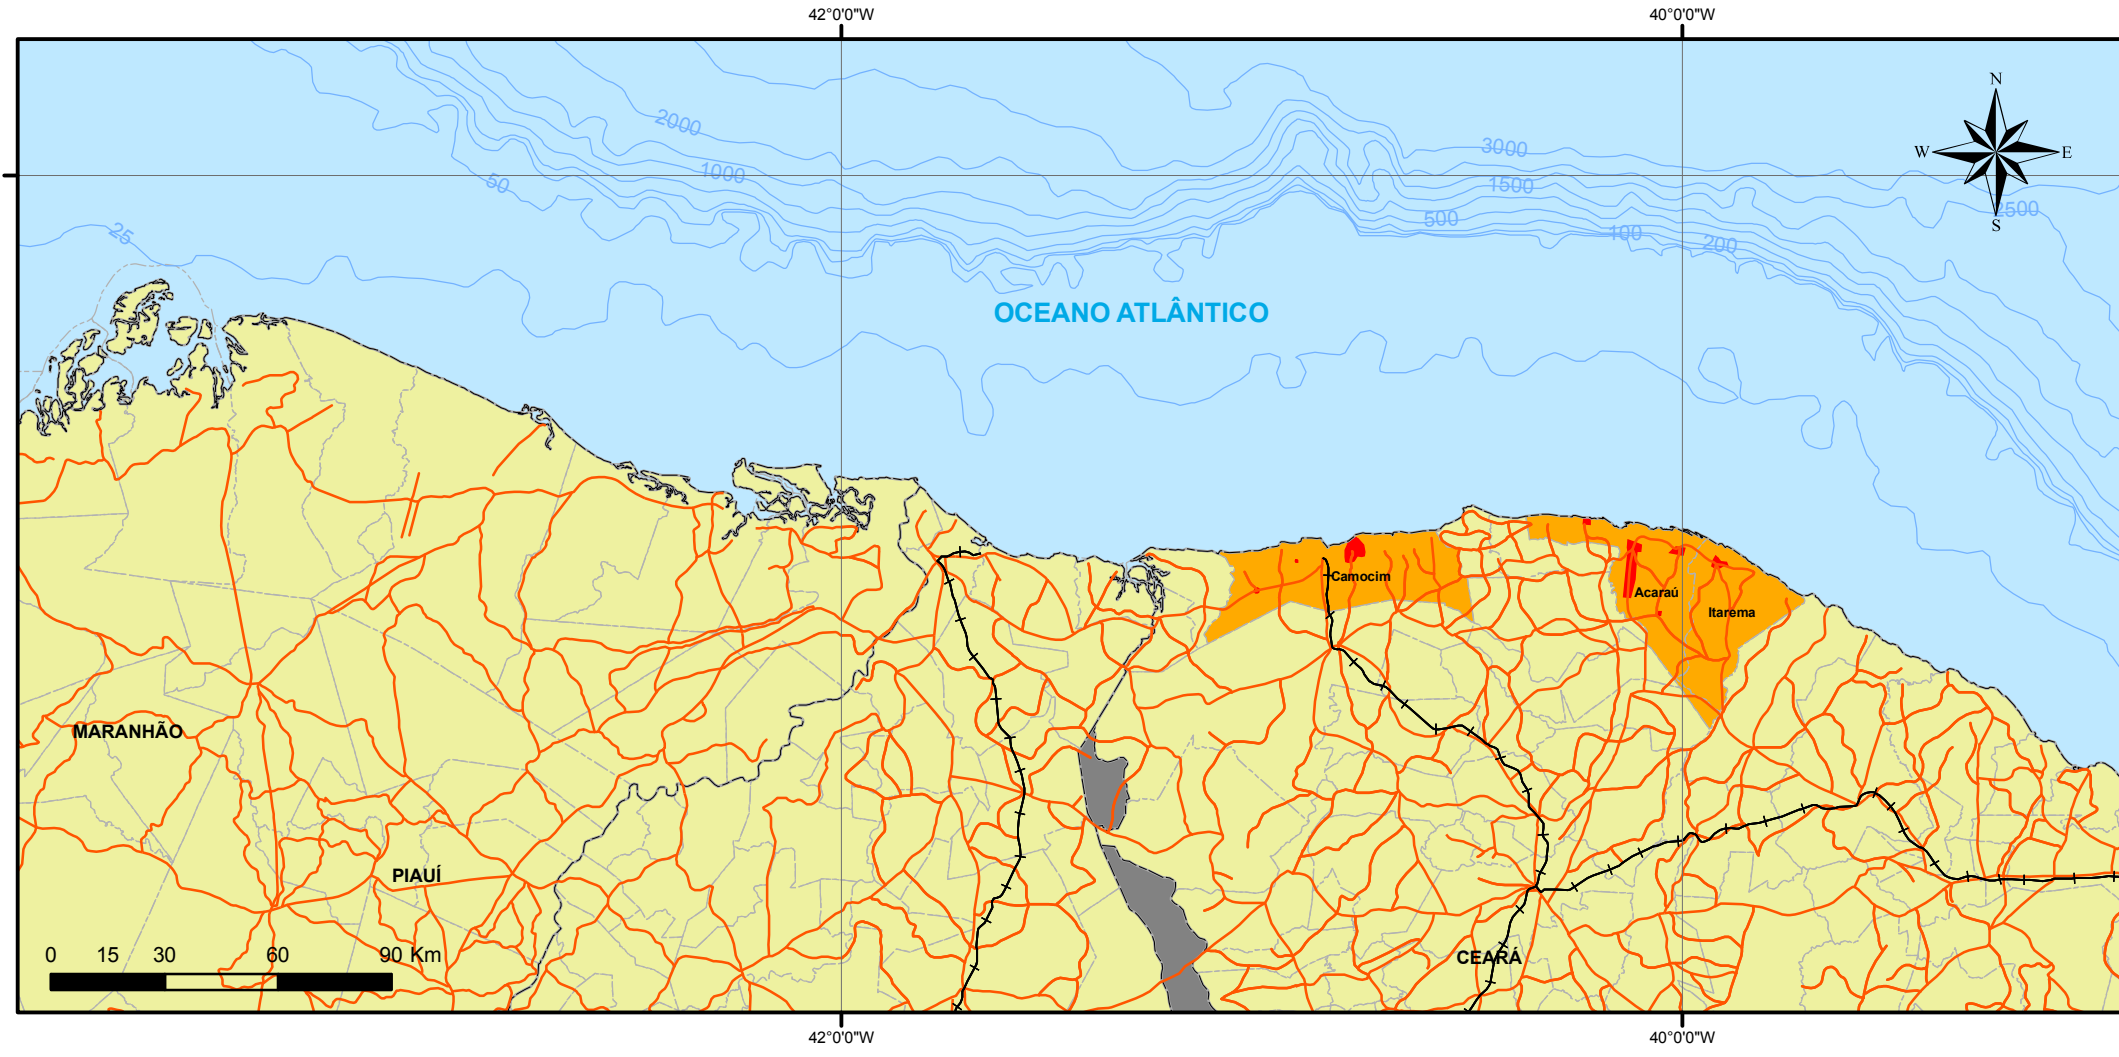 42°0'0"W
40°0'0"W
N
W
E
S
2000
3000
1000
1500
50
2500
500
25
100
200
OCEANO ATLÂNTICO
Camocim
Acaraú
Itarema
MARANHÃO
PIAUÍ
CEARÁ
0 15 30 60 90 Km
42°0'0"W
40°0'0"W